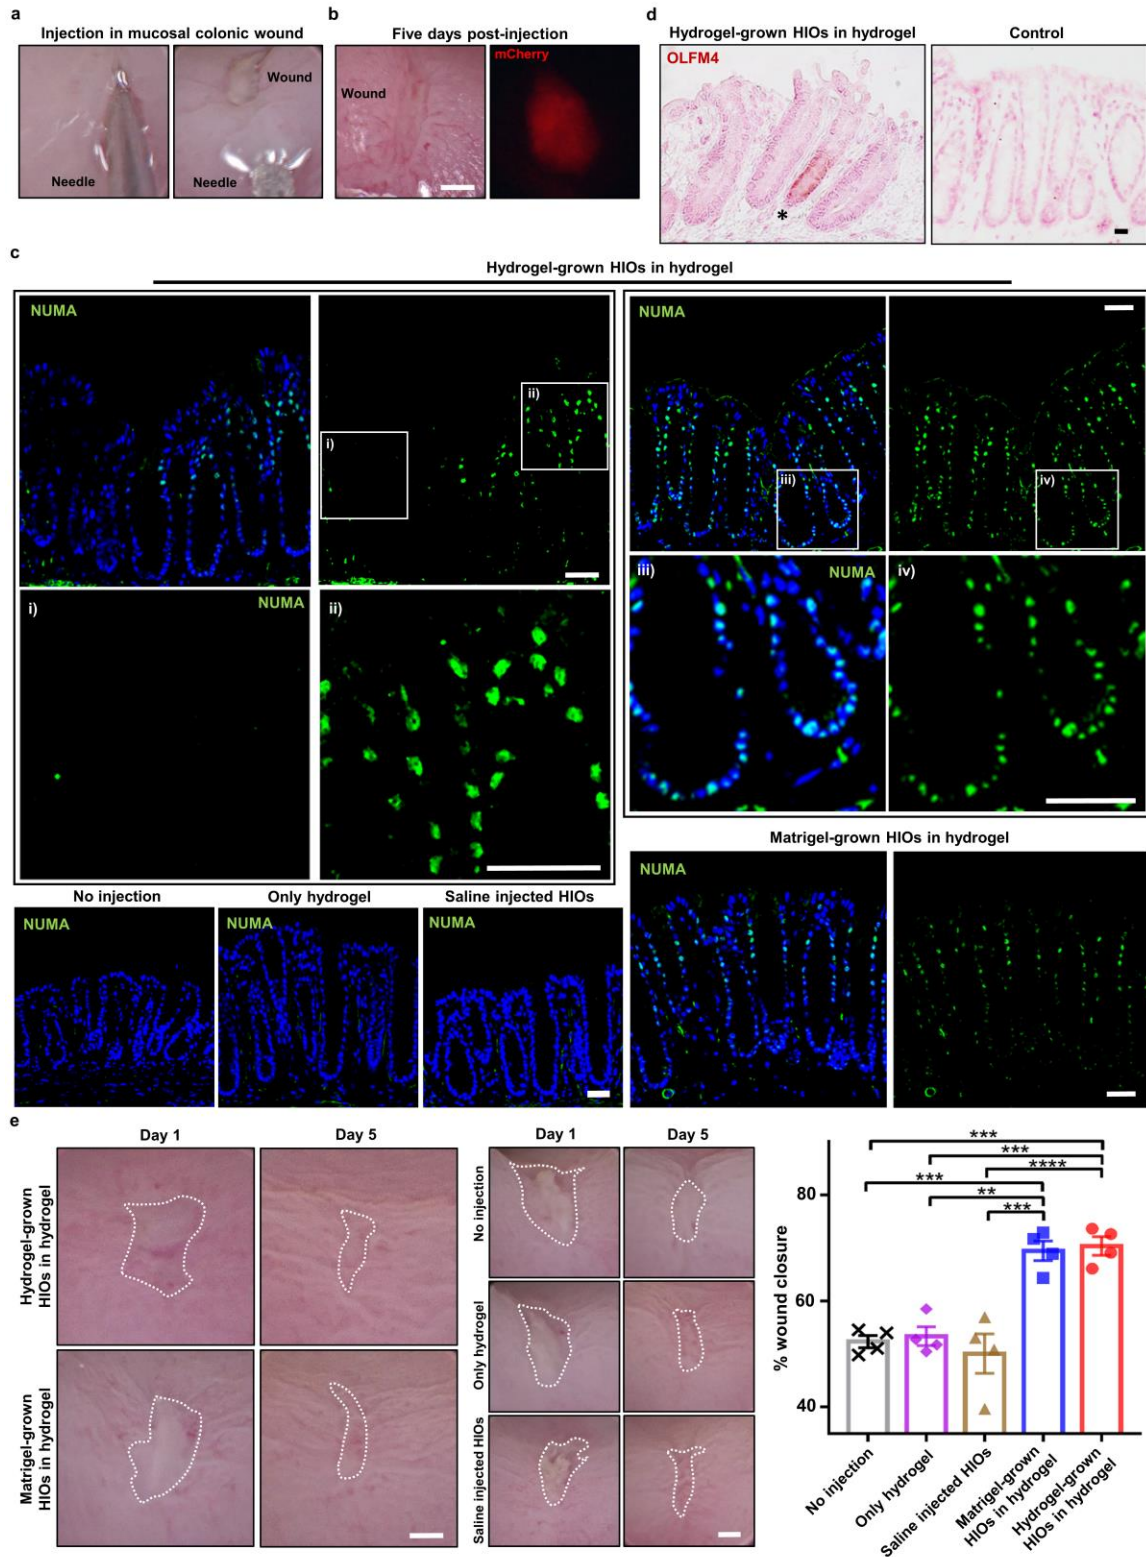 a
Injection in mucosal colonic wound
Needle
Wound
Needle
b
Five days post-injection
Wound
mCherry
d
Hydrogel-grown HIOs in hydrogel
Control
OLFM4
*
c
Hydrogel-grown HIOs in hydrogel
NUMA
i)
ii)
i)
NUMA
ii)
NUMA
iii)
iv)
iii)
NUMA
iv)
No injection
Only hydrogel
Saline injected HIOs
NUMA
NUMA
NUMA
Matrigel-grown HIOs in hydrogel
NUMA
e
Day 1
Day 5
Hydrogel-grown
HIOs in hydrogel
Matrigel-grown
HIOs in hydrogel
Day 1
Day 5
No injection
Only hydrogel
Saline injected HIOs
% wound closure
80
60
40
***
***
****
***
**
***
No injection
Only hydrogel
Saline injected HIOs
Matrigel-grown
HIOs in hydrogel
Hydrogel-grown
HIOs in hydrogel